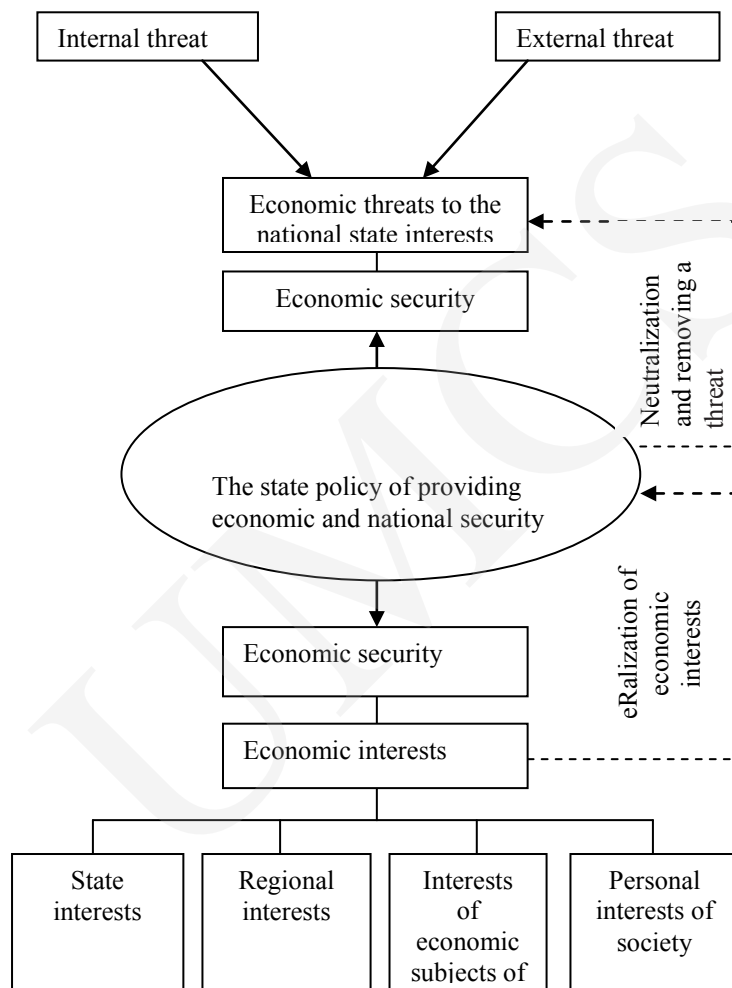 Internal threat
External threat
Economic threats to the
national state interests
Economic security
Neutralization
and removing a
threat
The state policy of providing
economic and national security
eRalization of
economic
interests
Economic security
Economic interests
State
interests
Regional
interests
Interests
of
economic
subjects of
Personal
interests of
society
UMCS